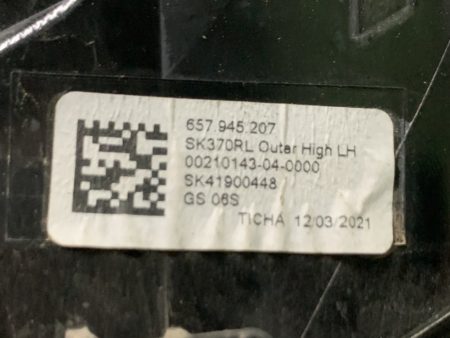 657.945.207
SK370RL Outer High LH
00210143-04-0000
SK41900448
GS 06S
TICHA 12/03/2021